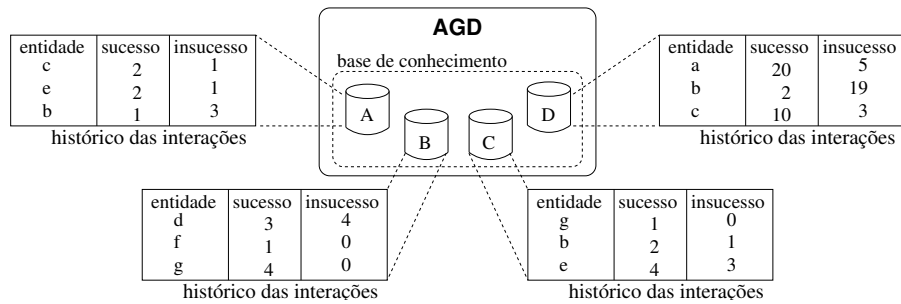 AGD
base de conhecimento
A
B
C
D
entidade sucesso insucesso
c 2 1
e 2 1
b 1 3
histórico das interações
entidade sucesso insucesso
a 20 5
b 2 19
c 10 3
histórico das interações
entidade sucesso insucesso
d 3 4
f 1 0
g 4 0
histórico das interações
entidade sucesso insucesso
g 1 0
b 2 1
e 4 3
histórico das interações